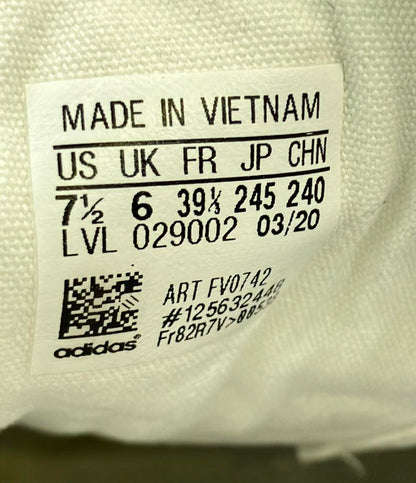 MADE IN VIETNAM
US UK FR JP CHN
7½ 6 39⅓ 245 240
LVL 029002 03/20
ART FV0742
#125632448
adidas